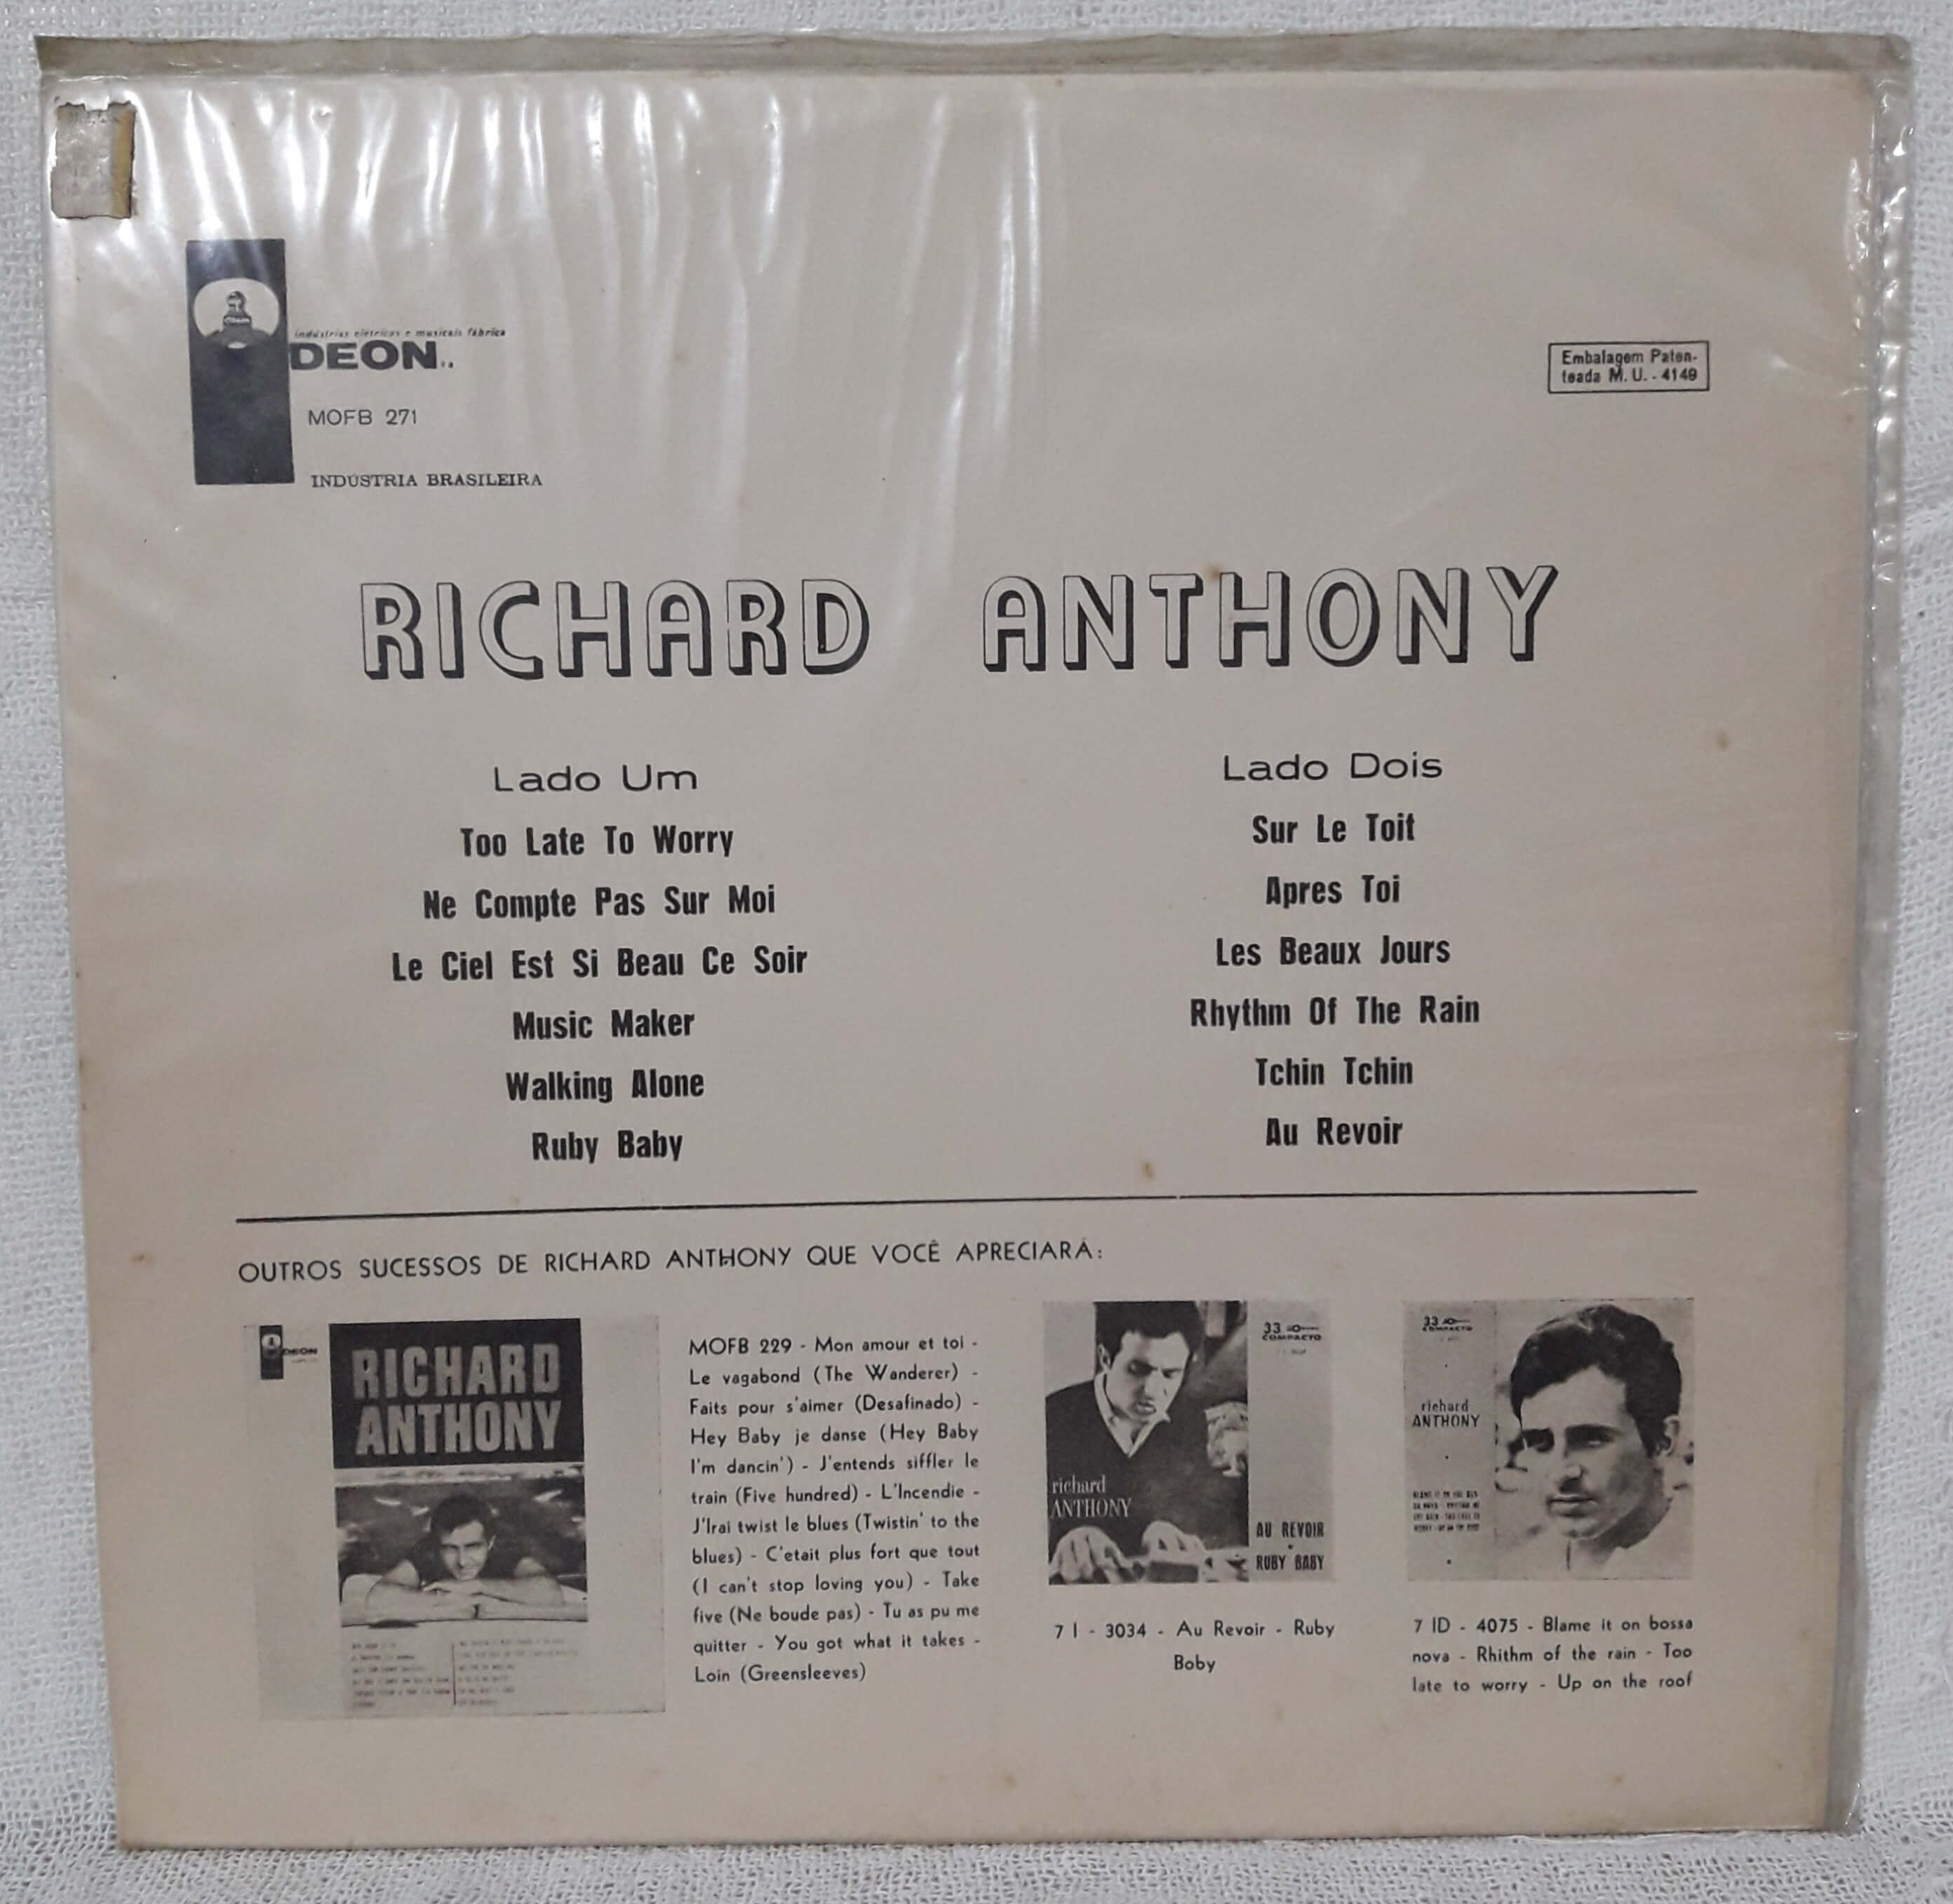 indústrias elétricas e musicais fábrica
ODEON
MOFB 271
INDÚSTRIA BRASILEIRA
Embalagem Paten-
teada M. U. - 4149
RICHARD ANTHONY
Lado Um
Too Late To Worry
Ne Compte Pas Sur Moi
Le Ciel Est Si Beau Ce Soir
Music Maker
Walking Alone
Ruby Baby
Lado Dois
Sur Le Toit
Apres Toi
Les Beaux Jours
Rhythm Of The Rain
Tchin Tchin
Au Revoir
OUTROS SUCESSOS DE RICHARD ANTHONY QUE VOCÊ APRECIARÁ:
ODEON
RICHARD
ANTHONY
MOFB 229 - Mon amour et toi -
Le vagabond (The Wanderer) -
Faits pour s'aimer (Desafinado) -
Hey Baby je danse (Hey Baby
I'm dancin') - J'entends siffler le
train (Five hundred) - L'Incendie -
J'Irai twist le blues (Twistin' to the
blues) - C'etait plus fort que tout
(I can't stop loving you) - Take
five (Ne boude pas) - Tu as pu me
quitter - You got what it takes -
Loin (Greensleeves)
33
COMPACTO
richard
ANTHONY
AU REVOIR
RUBY BABY
7 I - 3034 - Au Revoir - Ruby
Boby
33
COMPACTO
richard
ANTHONY
7 ID - 4075 - Blame it on bossa
nova - Rhithm of the rain - Too
late to worry - Up on the roof